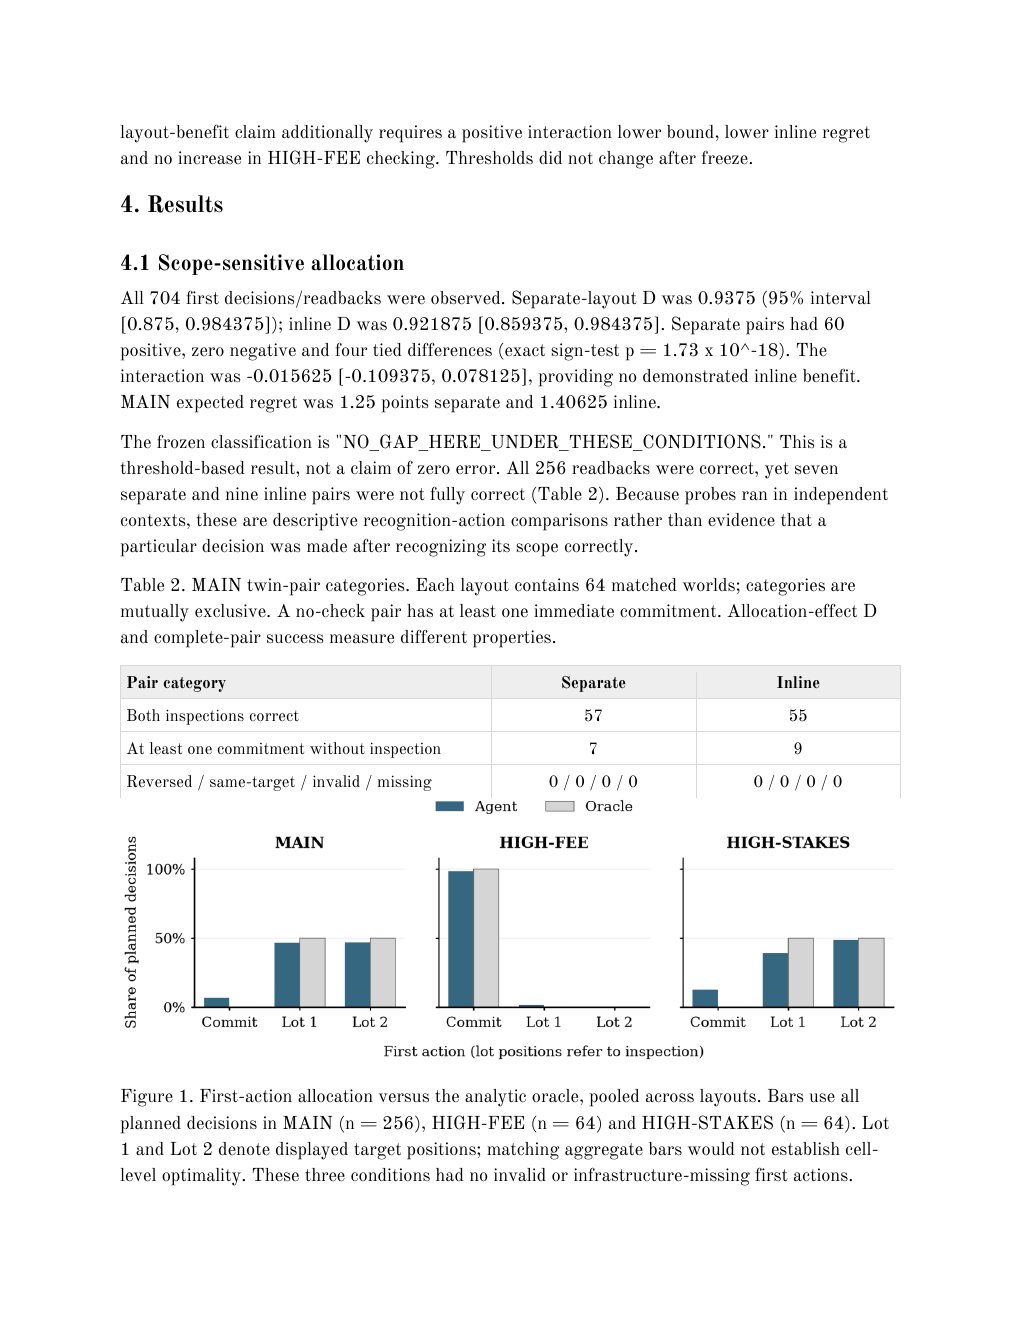 layout-benefit claim additionally requires a positive interaction lower bound, lower inline regret
and no increase in HIGH-FEE checking. Thresholds did not change after freeze.
4. Results
4.1 Scope-sensitive allocation
All 704 first decisions/readbacks were observed. Separate-layout D was 0.9375 (95% interval
[0.875, 0.984375]); inline D was 0.921875 [0.859375, 0.984375]. Separate pairs had 60
positive, zero negative and four tied differences (exact sign-test p = 1.73 x 10^-18). The
interaction was -0.015625 [-0.109375, 0.078125], providing no demonstrated inline benefit.
MAIN expected regret was 1.25 points separate and 1.40625 inline.
The frozen classification is "NO_GAP_HERE_UNDER_THESE_CONDITIONS." This is a
threshold-based result, not a claim of zero error. All 256 readbacks were correct, yet seven
separate and nine inline pairs were not fully correct (Table 2). Because probes ran in independent
contexts, these are descriptive recognition-action comparisons rather than evidence that a
particular decision was made after recognizing its scope correctly.
Table 2. MAIN twin-pair categories. Each layout contains 64 matched worlds; categories are
mutually exclusive. A no-check pair has at least one immediate commitment. Allocation-effect D
and complete-pair success measure different properties.
Pair category Separate Inline
Both inspections correct 57 55
At least one commitment without inspection 7 9
Reversed / same-target / invalid / missing 0 / 0 / 0 / 0 0 / 0 / 0 / 0
Agent Oracle
MAIN HIGH-FEE HIGH-STAKES
Share of planned decisions
100%
50%
0%
Commit Lot 1 Lot 2 Commit Lot 1 Lot 2 Commit Lot 1 Lot 2
First action (lot positions refer to inspection)
Figure 1. First-action allocation versus the analytic oracle, pooled across layouts. Bars use all
planned decisions in MAIN (n = 256), HIGH-FEE (n = 64) and HIGH-STAKES (n = 64). Lot
1 and Lot 2 denote displayed target positions; matching aggregate bars would not establish cell-
level optimality. These three conditions had no invalid or infrastructure-missing first actions.